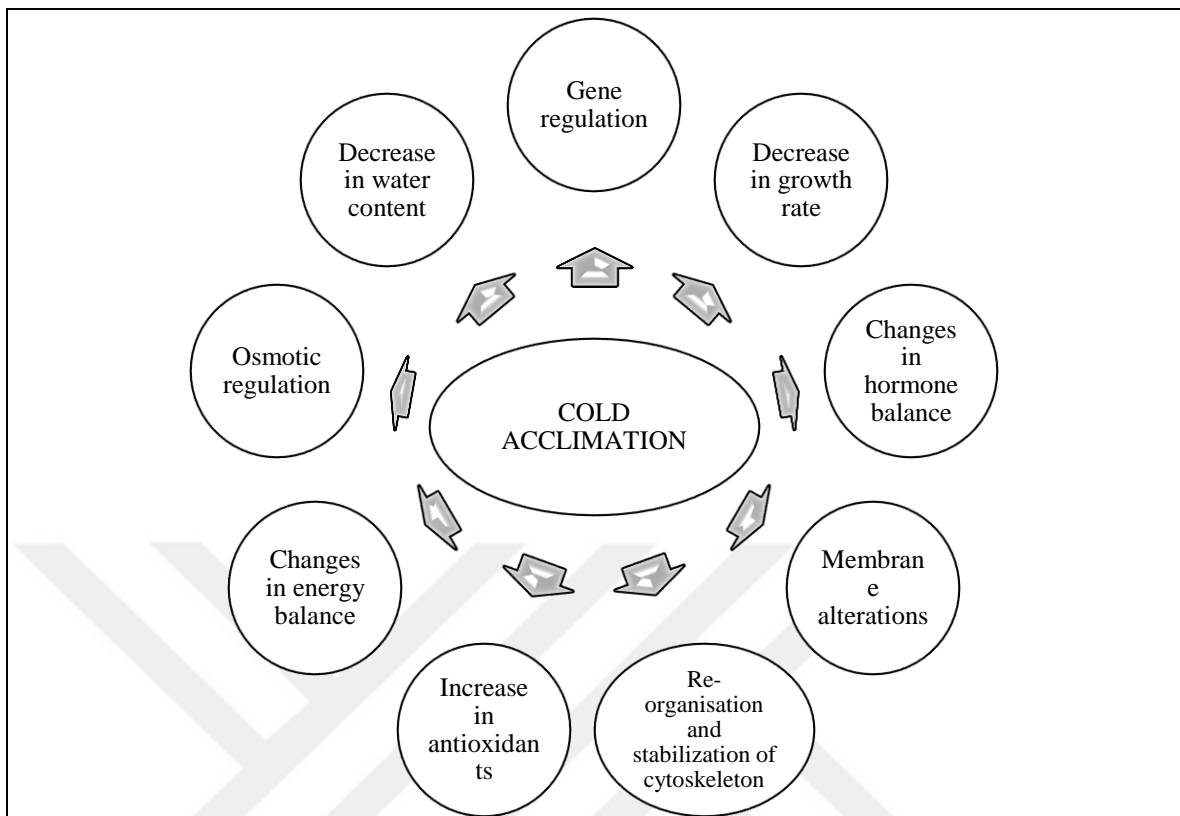 Gene
regulation
Decrease
in growth
rate
Changes
in
hormone
balance
Membran
e
alterations
Re-
organisation
and
stabilization of
cytoskeleton
Increase
in
antioxidan
ts
Changes
in energy
balance
Osmotic
regulation
Decrease
in water
content
COLD
ACCLIMATION